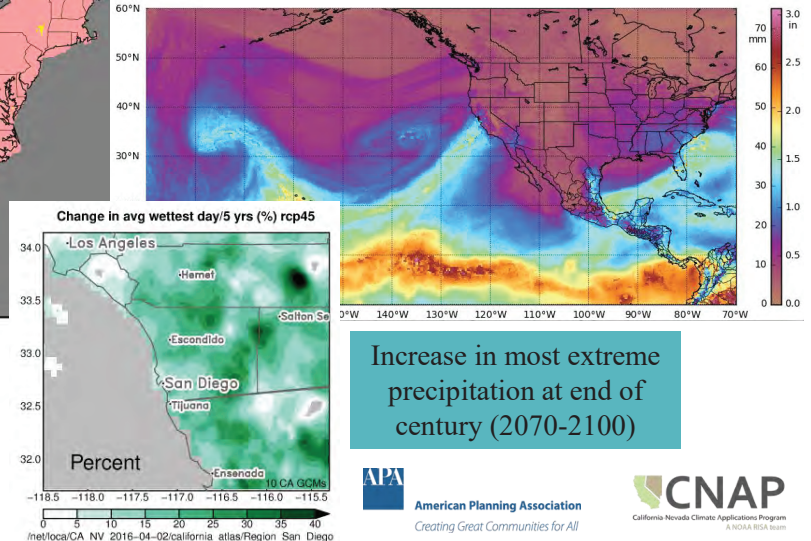 60°N
50°N
40°N
30°N
0°W 140°W 130°W 120°W 110°W 100°W 90°W 80°W 70°W
70
mm
60
50
40
30
20
10
0
3.0
in
2.5
2.0
1.5
1.0
0.5
0.0
Change in avg wettest day/5 yrs (%) rcp45
34.0
33.5
33.0
32.5
32.0
Los Angeles
Hemet
Salton Se
Escondido
San Diego
Tijuana
Ensenada
Percent
10 CA GCMs
−118.5 −118.0 −117.5 −117.0 −116.5 −116.0 −115.5
0 5 10 15 20 25 30 35 40
/net/loca/CA_NV_2016−04−02/california_atlas/Region_San_Diego
Increase in most extreme
precipitation at end of
century (2070-2100)
APA
American Planning Association
Creating Great Communities for All
CNAP
California-Nevada Climate Applications Program
A NOAA RISA team